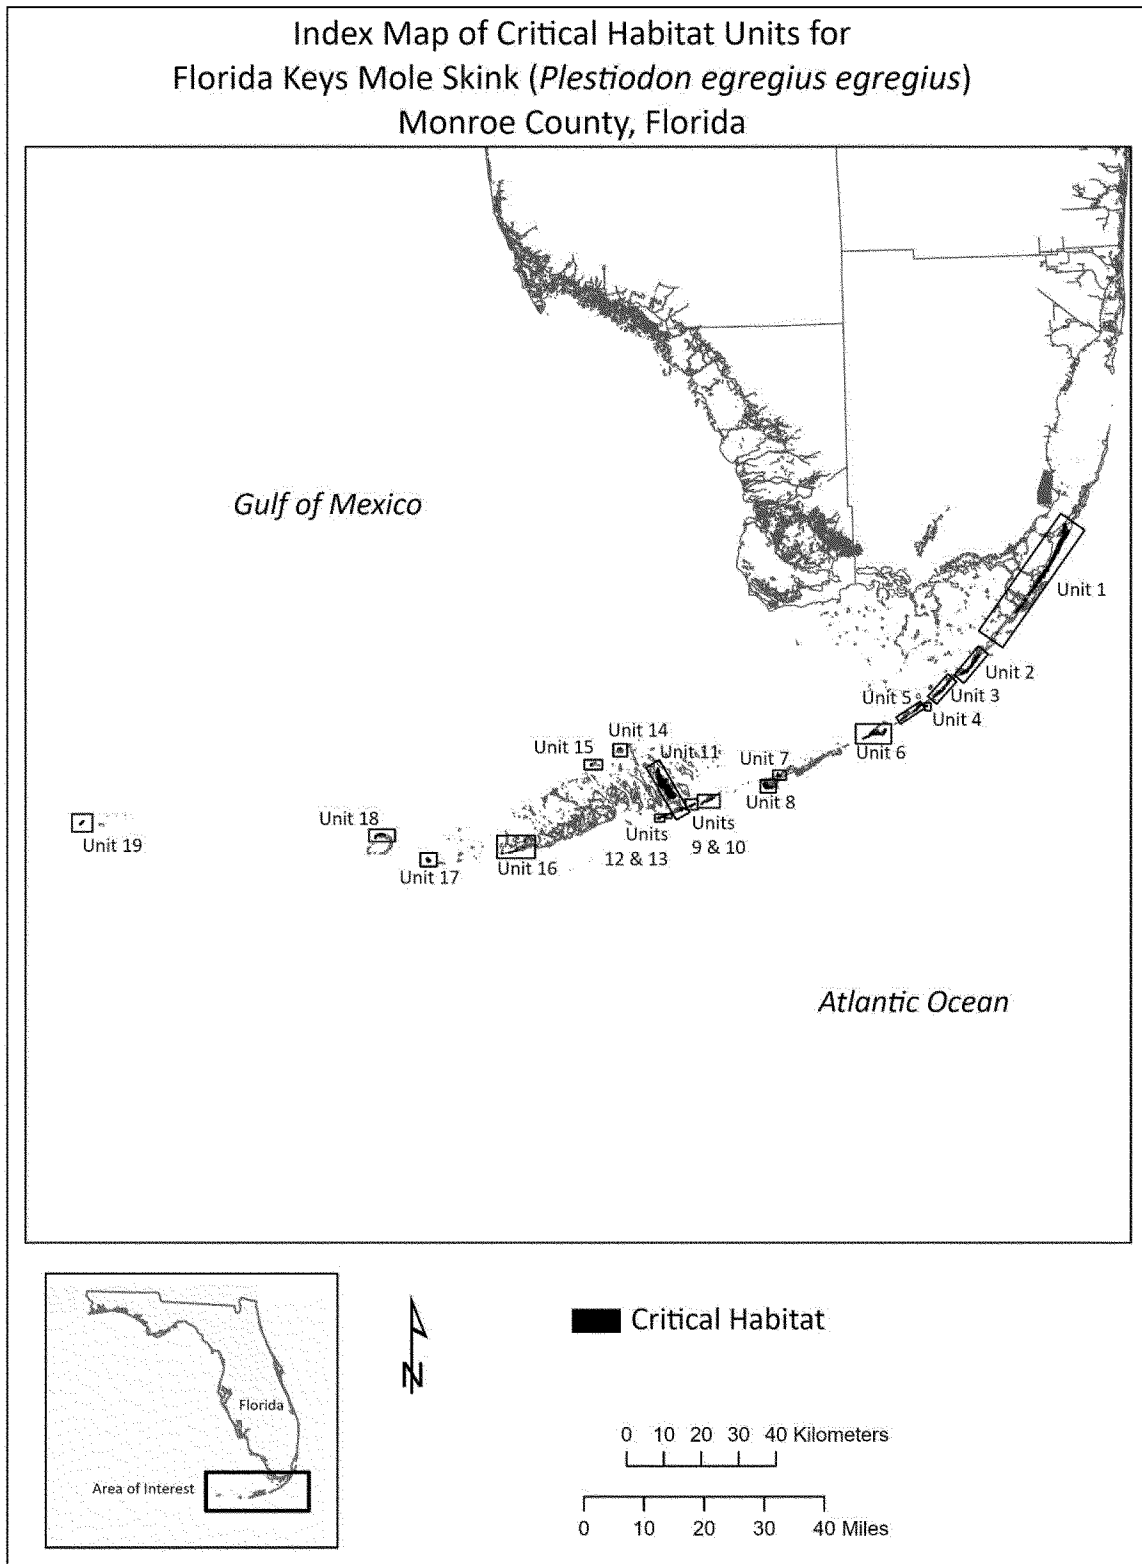 Index Map of Critical Habitat Units for
Florida Keys Mole Skink (Plestiodon egregius egregius)
Monroe County, Florida
Gulf of Mexico
Unit 1
Unit 2
Unit 3
Unit 5
Unit 4
Unit 6
Unit 14
Unit 15
Unit 11
Unit 7
Unit 8
Unit 18
Unit 19
Units
12 & 13
Units
9 & 10
Unit 16
Unit 17
Atlantic Ocean
Florida
Area of Interest
N
Critical Habitat
0 10 20 30 40 Kilometers
0 10 20 30 40 Miles